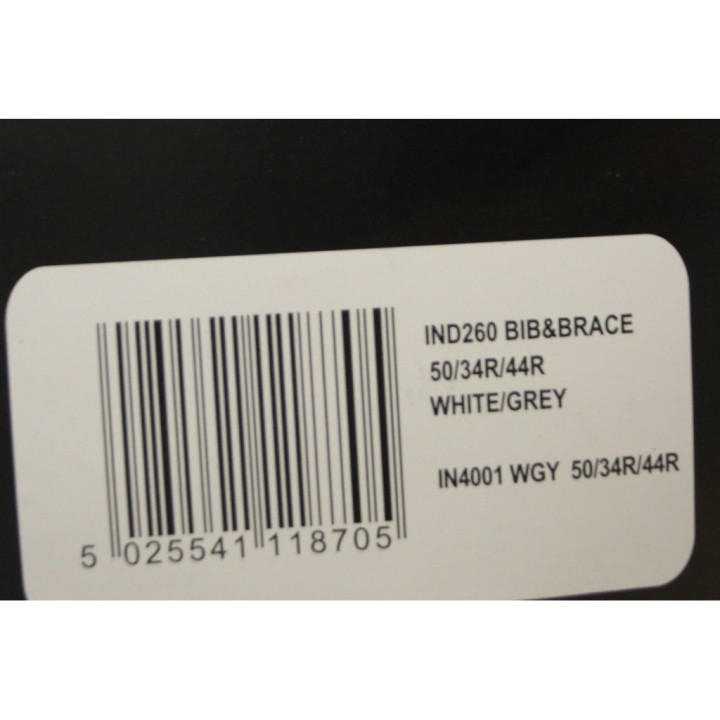 IND260 BIB&BRACE
50/34R/44R
WHITE/GREY
IN4001 WGY 50/34R/44R
5 025541 118705